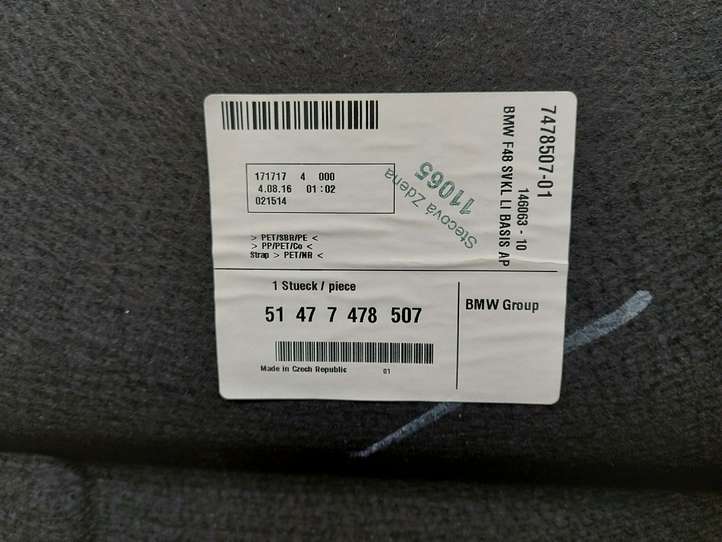 171717 4 000
4.08.16 01:02
021514
> PET/SBR/PE <
> PP/PET/Co <
Strap > PET/NR <
Stecová Zdena
11065
7478507-01
146063 - 10
BMW F48 SVKL LI BASIS AP
1 Stueck / piece
51 47 7 478 507
Made in Czech Republic 01
BMW Group